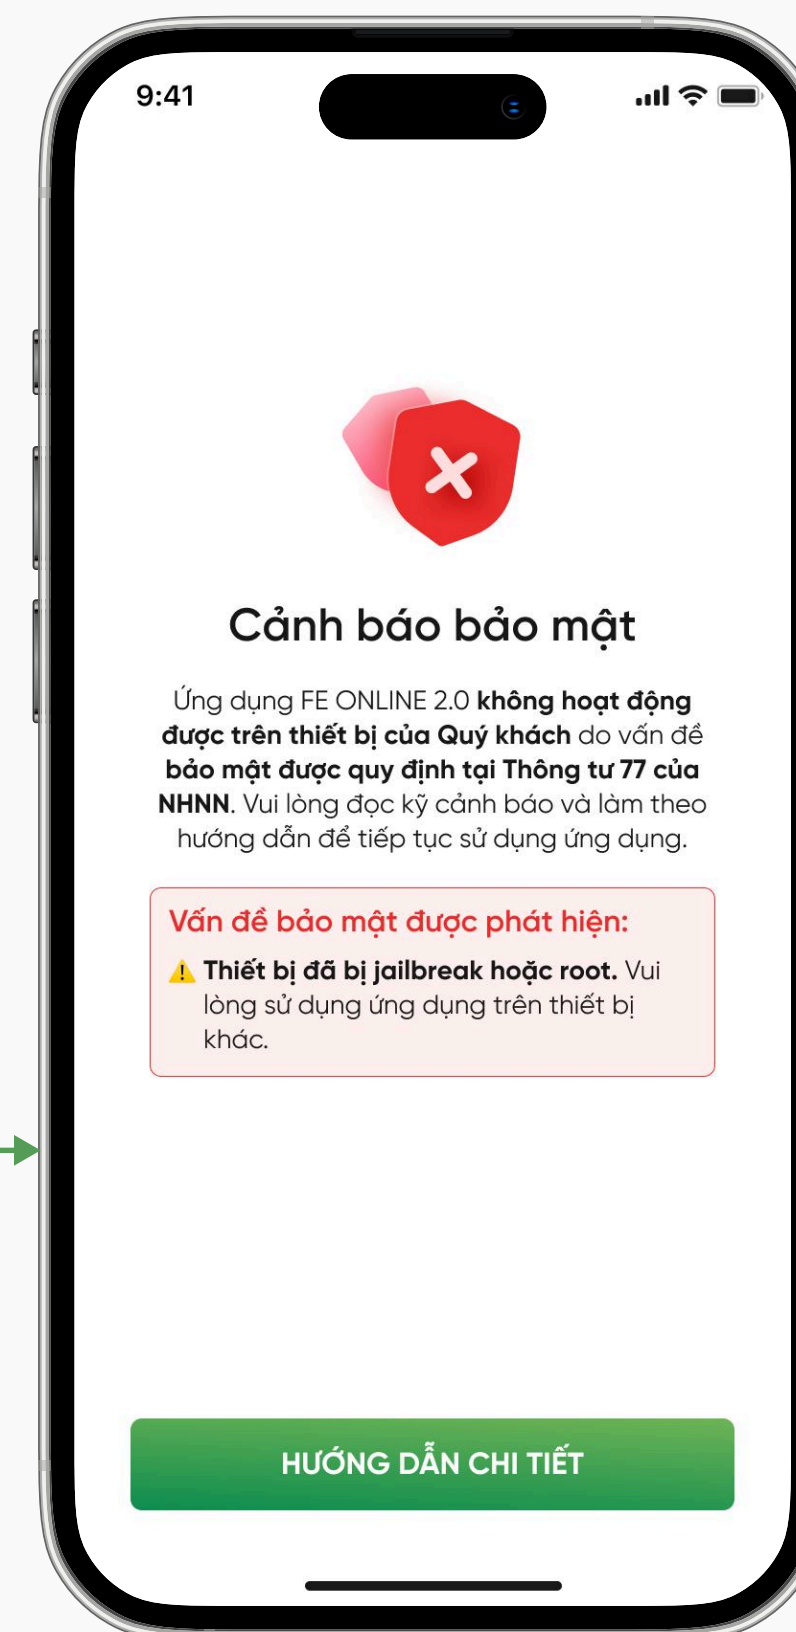 9:41
Cảnh báo bảo mật
Ứng dụng FE ONLINE 2.0 không hoạt động
được trên thiết bị của Quý khách do vấn đề
bảo mật được quy định tại Thông tư 77 của
NHNN. Vui lòng đọc kỹ cảnh báo và làm theo
hướng dẫn để tiếp tục sử dụng ứng dụng.
Vấn đề bảo mật được phát hiện:
Thiết bị đã bị jailbreak hoặc root. Vui
lòng sử dụng ứng dụng trên thiết bị
khác.
HƯỚNG DẪN CHI TIẾT